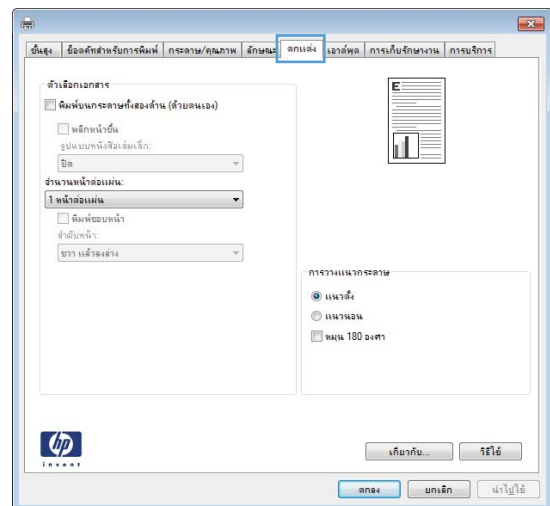 ขั้นสูง ช็อตคัทสำหรับการพิมพ์ กระดาษ/คุณภาพ ลักษณะ ตกแต่ง เอาต์พุต การเก็บรักษางาน การบริการ
ตัวเลือกเอกสาร
พิมพ์บนกระดาษทั้งสองด้าน (ด้วยตนเอง)
พลิกหน้าขึ้น
รูปแบบหนังสือเล่มเล็ก:
ปิด
จำนวนหน้าต่อแผ่น:
1 หน้าต่อแผ่น
พิมพ์ขอบหน้า
ลำดับหน้า:
ขวา แล้วลงล่าง
E
การวางแนวกระดาษ
แนวตั้ง
แนวนอน
หมุน 180 องศา
hp
invent
เกี่ยวกับ... วิธีใช้
ตกลง ยกเลิก นำไปใช้